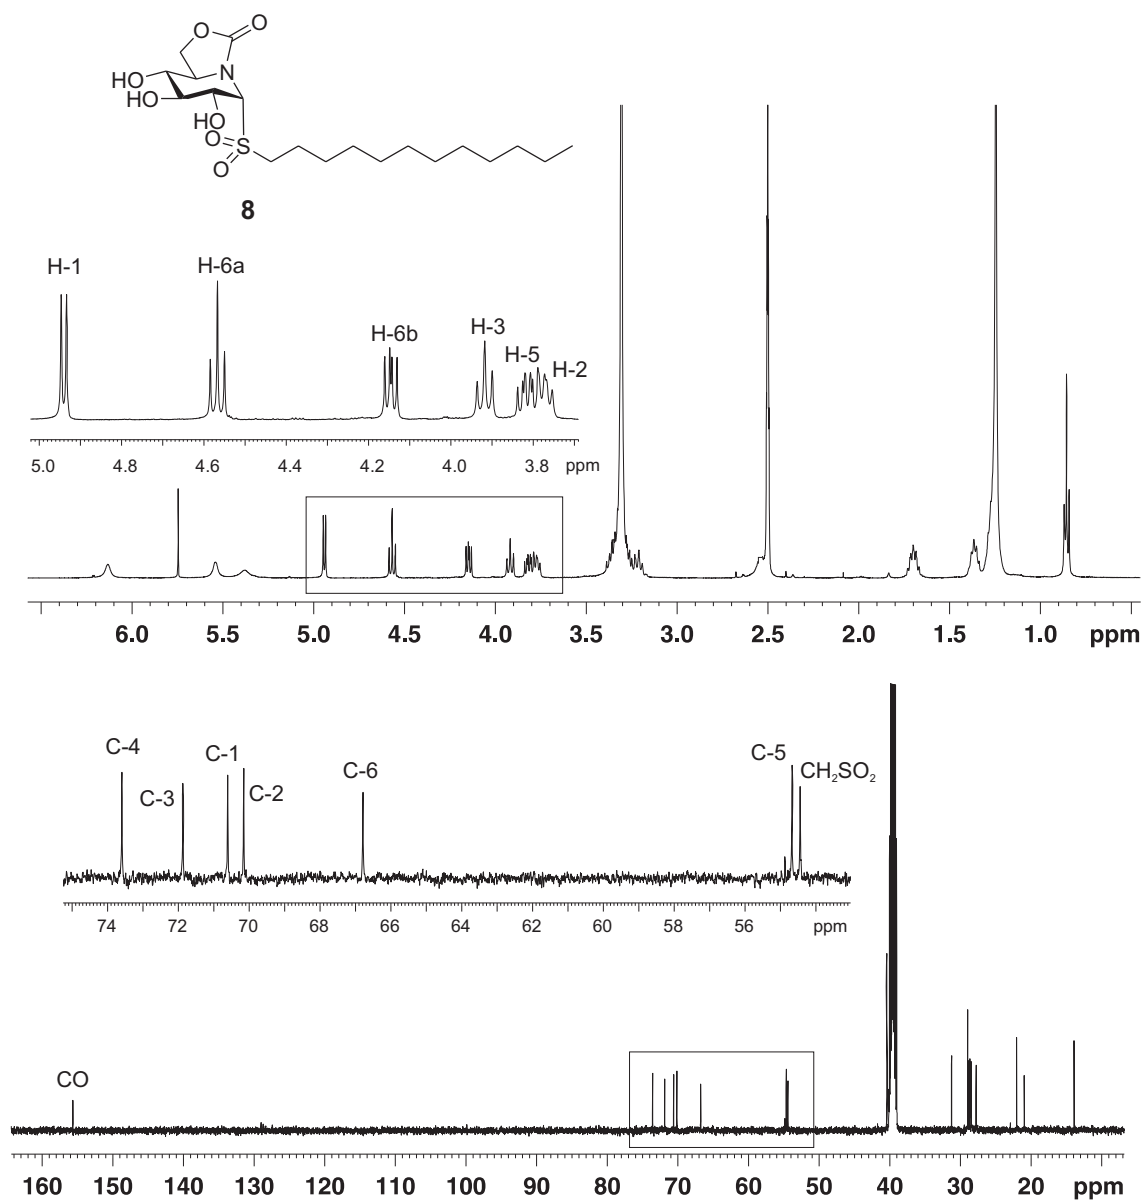 O
O
N
HO
HO
HO
O
S
O
8
H-1
H-6a
H-6b
H-3
H-5
H-2
5.0 4.8 4.6 4.4 4.2 4.0 3.8 ppm
6.0 5.5 5.0 4.5 4.0 3.5 3.0 2.5 2.0 1.5 1.0 ppm
C-4
C-3
C-1
C-2
C-6
C-5
CH₂SO₂
74 72 70 68 66 64 62 60 58 56 ppm
CO
160 150 140 130 120 110 100 90 80 70 60 50 40 30 20 ppm